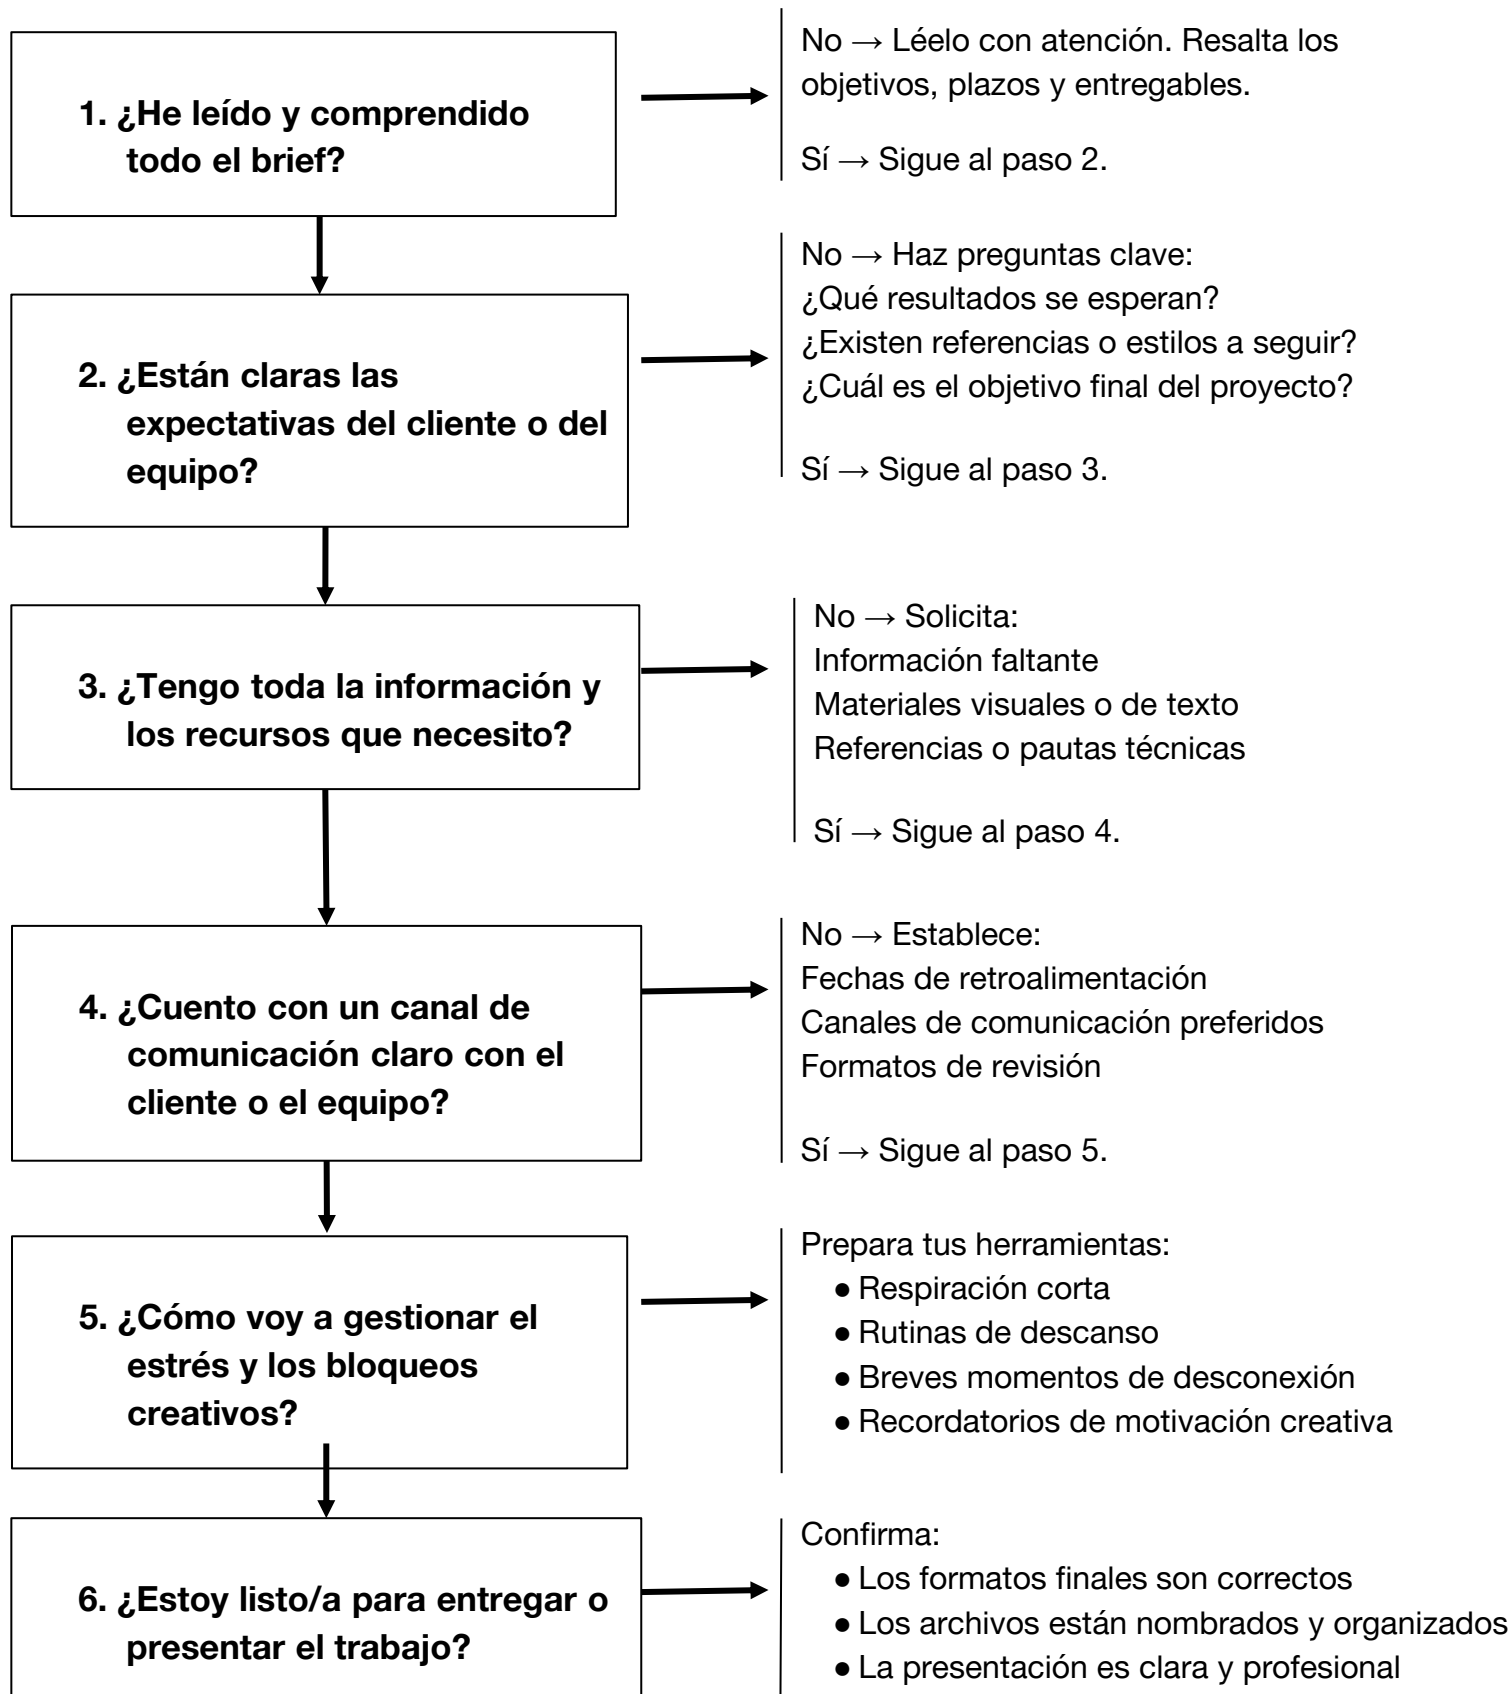 1. ¿He leído y comprendido
todo el brief?
No → Léelo con atención. Resalta los
objetivos, plazos y entregables.
Sí → Sigue al paso 2.
2. ¿Están claras las
expectativas del cliente o del
equipo?
No → Haz preguntas clave:
¿Qué resultados se esperan?
¿Existen referencias o estilos a seguir?
¿Cuál es el objetivo final del proyecto?
Sí → Sigue al paso 3.
3. ¿Tengo toda la información y
los recursos que necesito?
No → Solicita:
Información faltante
Materiales visuales o de texto
Referencias o pautas técnicas
Sí → Sigue al paso 4.
4. ¿Cuento con un canal de
comunicación claro con el
cliente o el equipo?
No → Establece:
Fechas de retroalimentación
Canales de comunicación preferidos
Formatos de revisión
Sí → Sigue al paso 5.
5. ¿Cómo voy a gestionar el
estrés y los bloqueos
creativos?
Prepara tus herramientas:
● Respiración corta
● Rutinas de descanso
● Breves momentos de desconexión
● Recordatorios de motivación creativa
6. ¿Estoy listo/a para entregar o
presentar el trabajo?
Confirma:
● Los formatos finales son correctos
● Los archivos están nombrados y organizados
● La presentación es clara y profesional